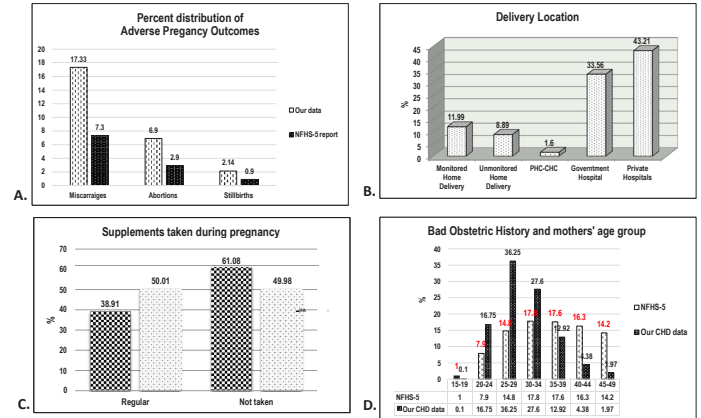 Percent distribution of
Adverse Pregancy Outcomes
20
18
16
14
12
10
8
6
4
2
0
17.33
7.3
6.9
2.9
2.14
0.9
Miscarraiges
Abortions
Stillbirths
Our data
NFHS-5 report
A.
Delivery Location
%
45
40
35
30
25
20
15
10
5
0
11.99
8.89
1.6
33.56
43.21
Monitored Home Delivery
Unmonitored Home Delivery
PHC-CHC
Governtment Hospital
Private Hospitals
B.
Supplements taken during pregnancy
%
70
60
50
40
30
20
10
0
38.91
50.01
61.08
49.98
Regular
Not taken
C.
Bad Obstetric History and mothers' age group
%
40
35
30
25
20
15
10
5
0
1
0.1
7.9
16.75
14.8
36.25
17.8
27.6
17.6
12.92
16.3
4.38
14.2
1.97
NFHS-5
Our CHD data
15-19 20-24 25-29 30-34 35-39 40-44 45-49
NFHS-5 1 7.9 14.8 17.8 17.6 16.3 14.2
Our CHD data 0.1 16.75 36.25 27.6 12.92 4.38 1.97
D.